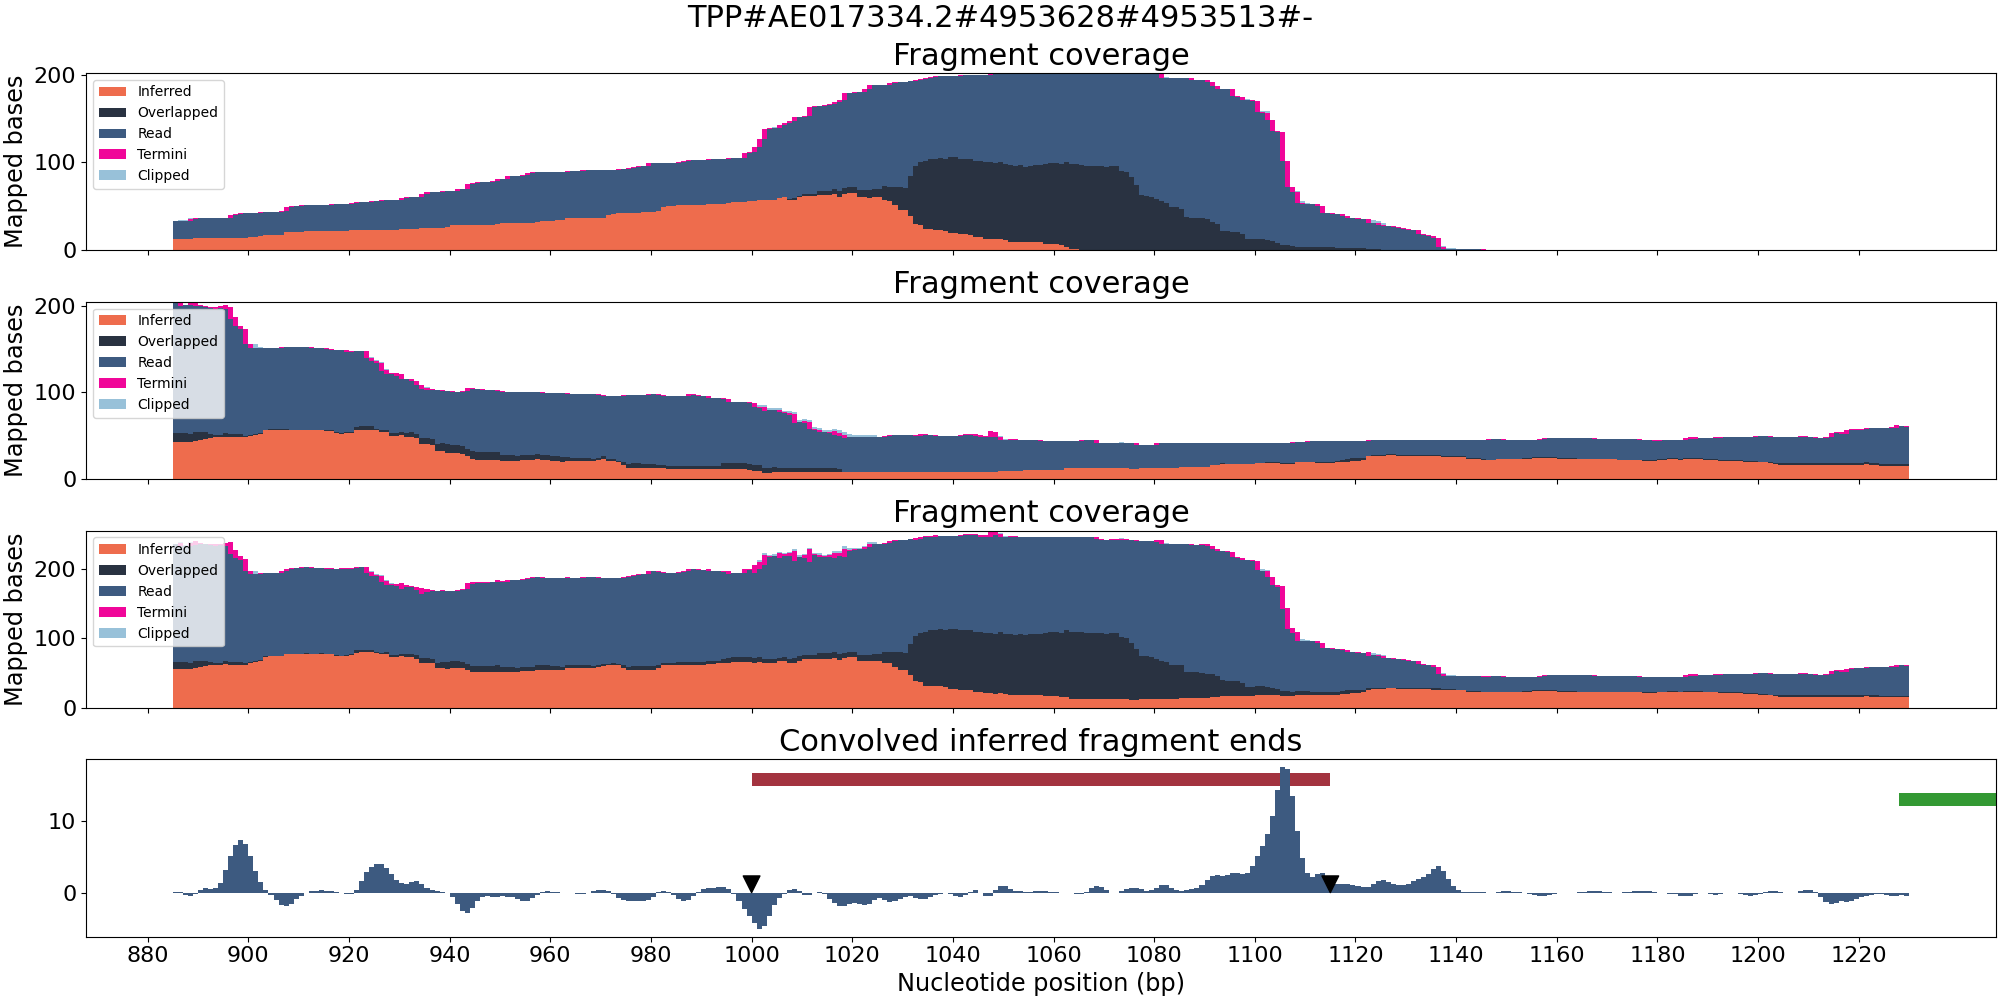 TPP#AE017334.2#4953628#4953513#-
Fragment coverage
Mapped bases
200
100
0
Inferred
Overlapped
Read
Termini
Clipped
Fragment coverage
Mapped bases
200
100
0
Inferred
Overlapped
Read
Termini
Clipped
Fragment coverage
Mapped bases
200
100
0
Inferred
Overlapped
Read
Termini
Clipped
Convolved inferred fragment ends
10
0
880 900 920 940 960 980 1000 1020 1040 1060 1080 1100 1120 1140 1160 1180 1200 1220
Nucleotide position (bp)